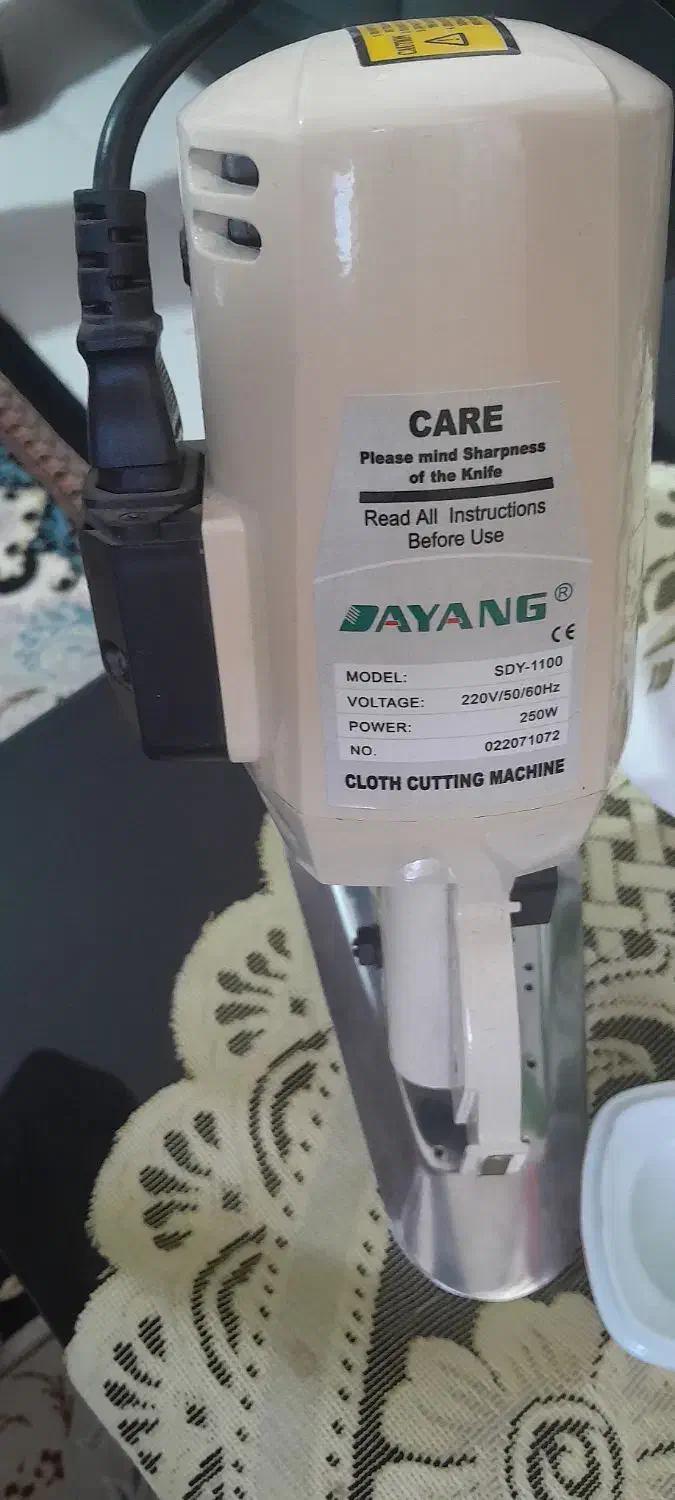 CAUTION
CARE
Please mind Sharpness
of the Knife
Read All Instructions
Before Use
DAYANG ®
CE
MODEL: SDY-1100
VOLTAGE: 220V/50/60Hz
POWER: 250W
NO. 022071072
CLOTH CUTTING MACHINE